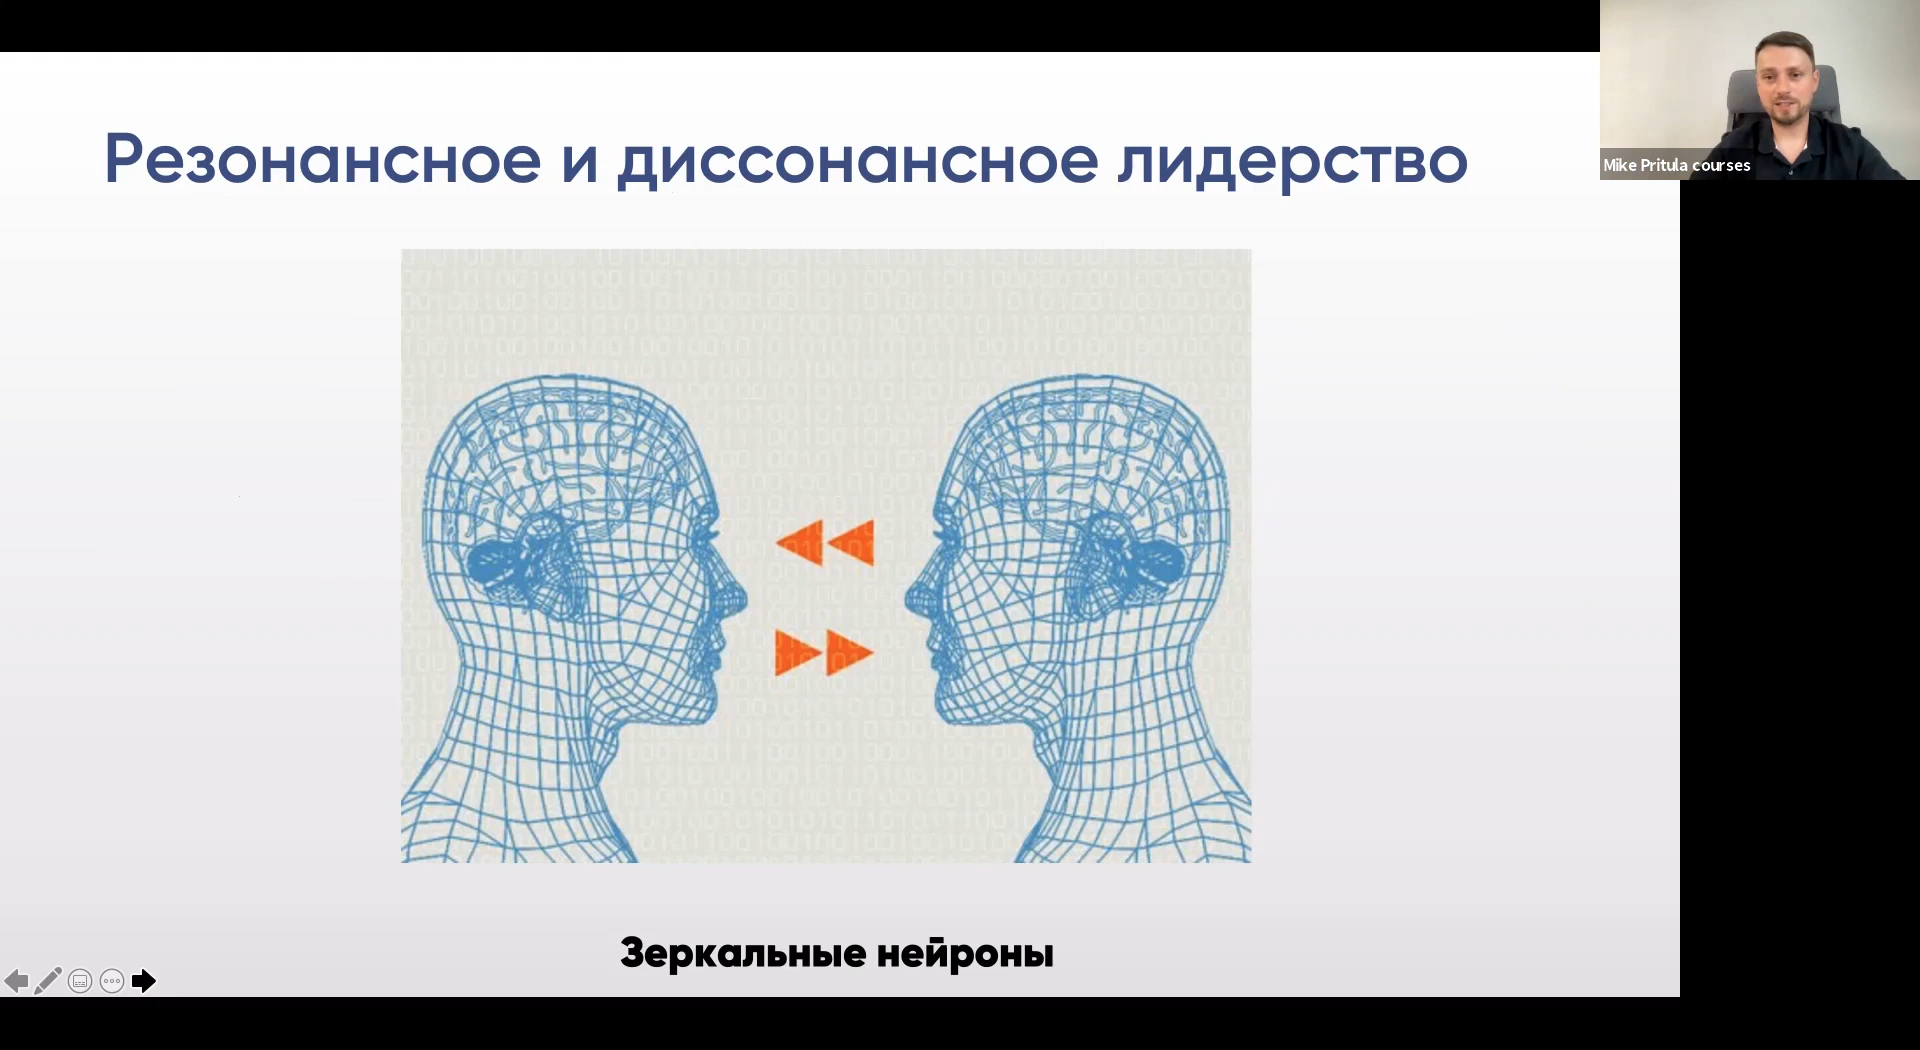 Резонансное и диссонансное лидерство
Mike Pritula courses
Зеркальные нейроны